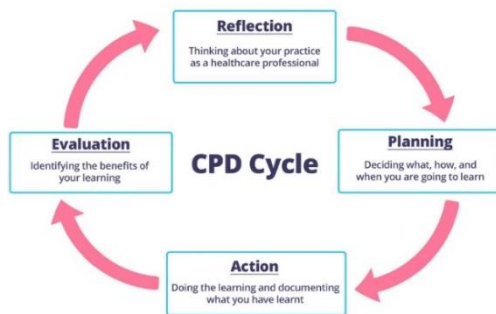 Reflection
Thinking about your practice
as a healthcare professional
Evaluation
Identifying the benefits of
your learning
CPD Cycle
Planning
Deciding what, how, and
when you are going to learn
Action
Doing the learning and documenting
what you have learnt